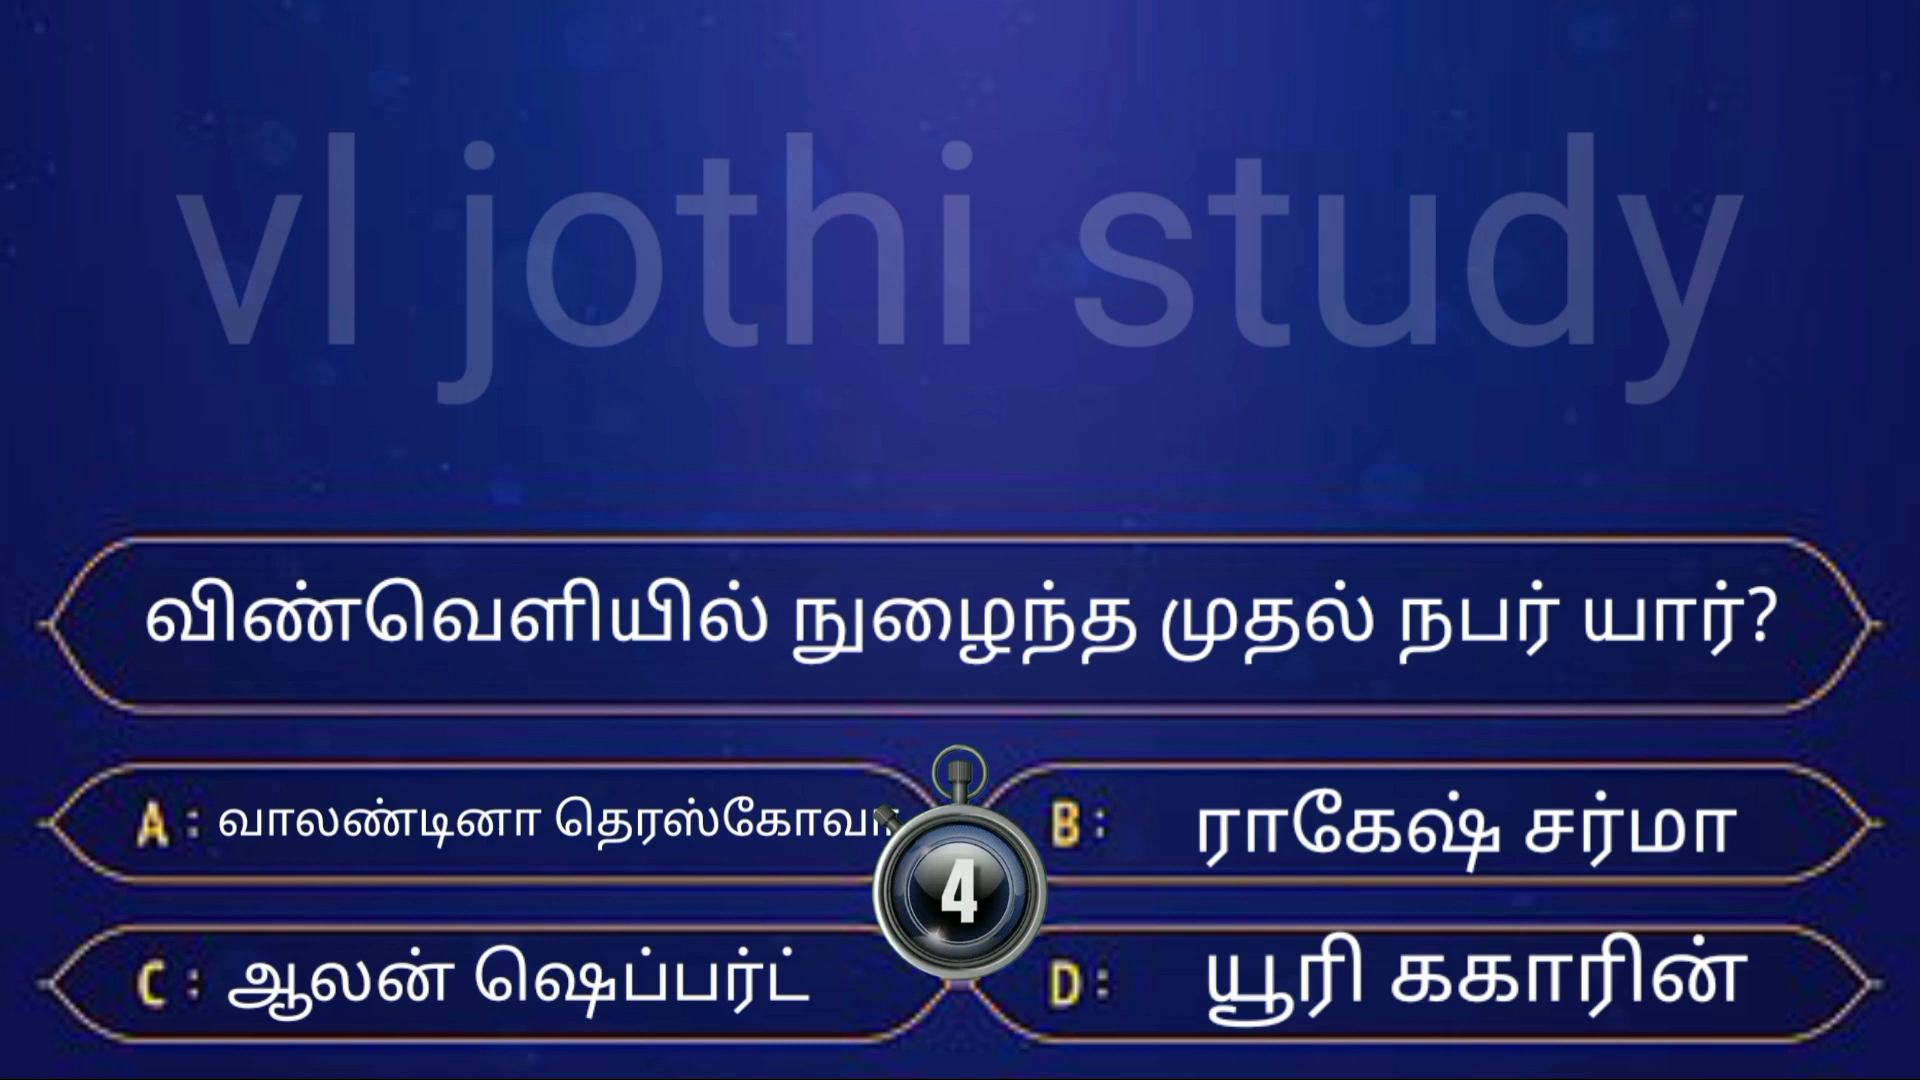 vl jothi study
விண்வெளியில் நுழைந்த முதல் நபர் யார்?
A : வாலண்டினா தெரஸ்கோவா
B : ராகேஷ் சர்மா
4
C : ஆலன் ஷெப்பர்ட்
D : யூரி ககாரின்